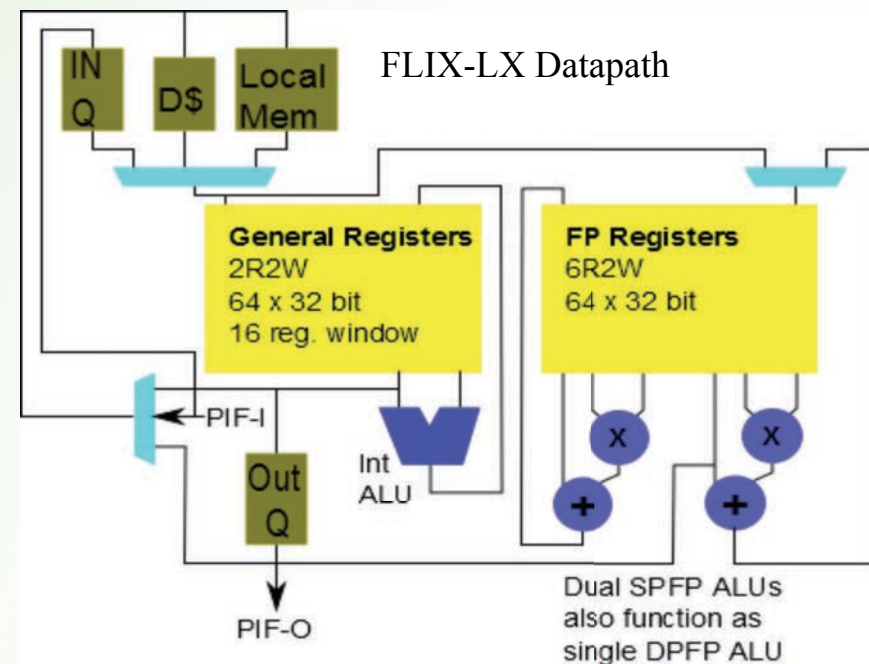 FLIX-LX Datapath
IN
Q
D$
Local
Mem
General Registers
2R2W
64 x 32 bit
16 reg. window
FP Registers
6R2W
64 x 32 bit
PIF-I
Int
ALU
Out
Q
PIF-O
x
+
x
+
Dual SPFP ALUs
also function as
single DPFP ALU